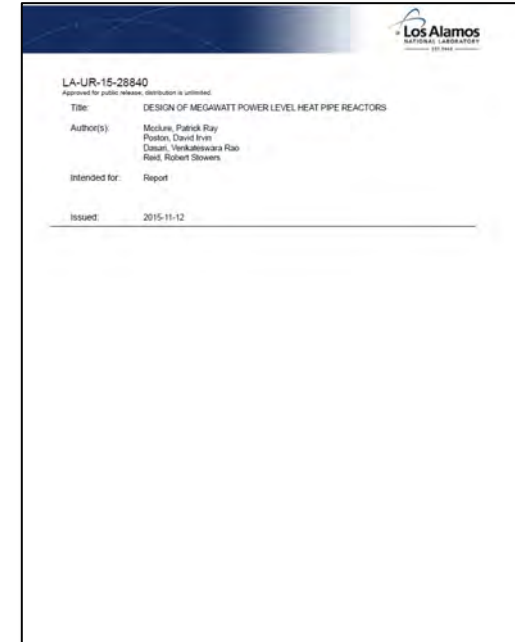 Los Alamos
NATIONAL LABORATORY
EST. 1943
LA-UR-15-28840
Approved for public release; distribution is unlimited.
Title: DESIGN OF MEGAWATT POWER LEVEL HEAT PIPE REACTORS
Author(s): Mcclure, Patrick Ray
Poston, David Irvin
Dasari, Venkateswara Rao
Reid, Robert Stowers
Intended for: Report
Issued: 2015-11-12